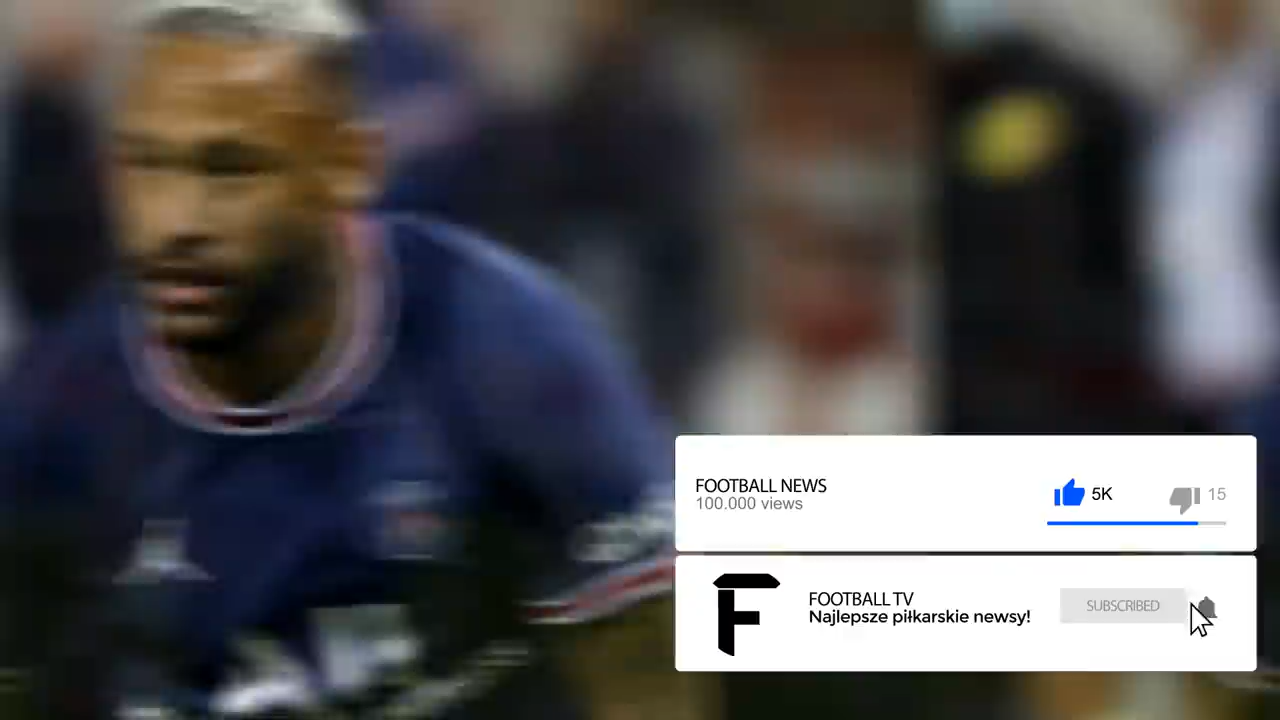 FOOTBALL NEWS
100.000 views
5K
15
F
FOOTBALL TV
Najlepsze piłkarskie newsy!
SUBSCRIBED